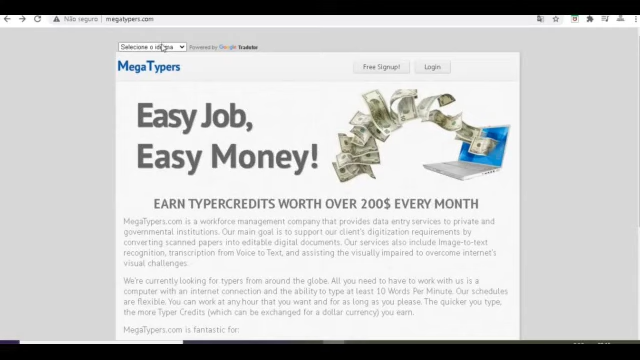 Não seguro | megatypers.com
Selecione o idioma Powered by Google Tradutor
MegaTypers Free Signup! Login
Easy Job,
Easy Money!
EARN TYPERCREDITS WORTH OVER 200$ EVERY MONTH
MegaTypers.com is a workforce management company that provides data entry services to private and
governmental institutions. Our main goal is to support our client's digitization requirements by
converting scanned papers into editable digital documents. Our services also include Image-to-text
recognition, transcription from Voice to Text, and assisting the visually impaired to overcome internet's
visual challenges.
We're currently looking for typers from around the globe. All you need to have to work with us is a
computer with an internet connection and the ability to type at least 10 Words Per Minute. Our schedules
are flexible. You can work at any hour that you want and for as long as you please. The quicker you type,
the more Typer Credits (which can be exchanged for a dollar currency) you earn.
MegaTypers.com is fantastic for: